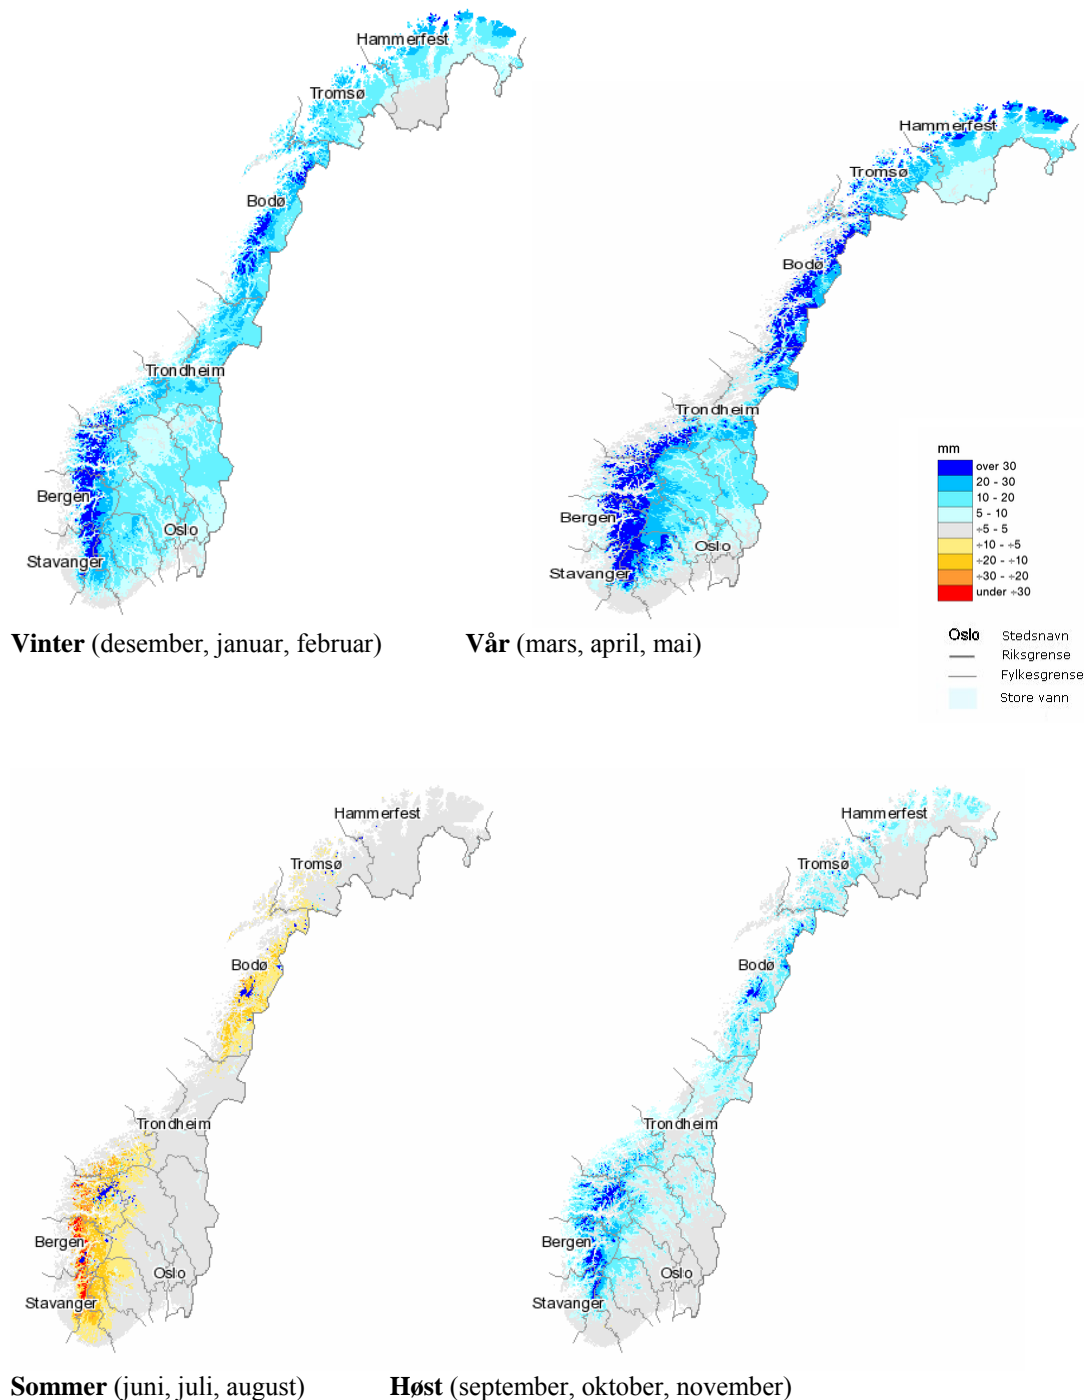 Hammerfest
Tromsø
Bodø
Trondheim
Bergen
Oslo
Stavanger
Hammerfest
Tromsø
Bodø
Trondheim
Bergen
Oslo
Stavanger
mm
over 30
20 - 30
10 - 20
5 - 10
÷5 - 5
÷10 - ÷5
÷20 - ÷10
÷30 - ÷20
under ÷30
Oslo Stedsnavn
Riksgrense
Fylkesgrense
Store vann
Vinter (desember, januar, februar)
Vår (mars, april, mai)
Hammerfest
Tromsø
Bodø
Trondheim
Bergen
Oslo
Stavanger
Hammerfest
Tromsø
Bodø
Trondheim
Bergen
Oslo
Stavanger
Sommer (juni, juli, august)
Høst (september, oktober, november)